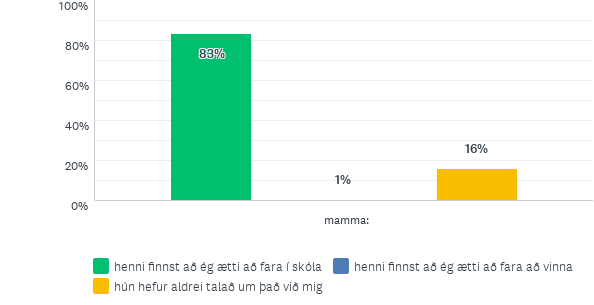 100%
80%
83%
60%
40%
16%
20%
1%
0%
mamma:
henni finnst að ég ætti að fara í skóla
henni finnst að ég ætti að fara að vinna
hún hefur aldrei talað um það við mig